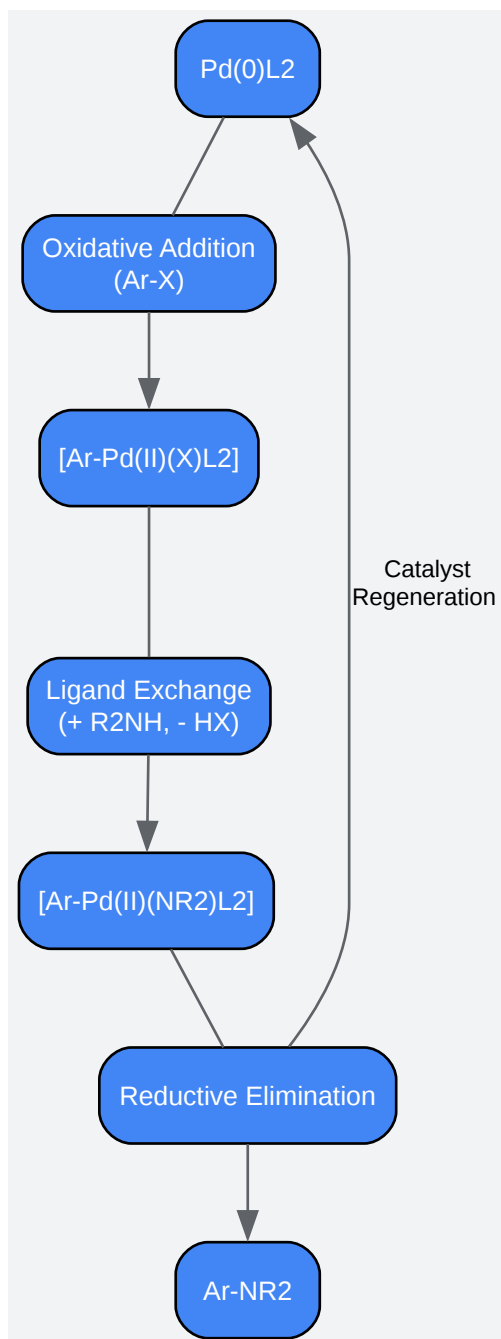 Pd(0)L2
Oxidative Addition
(Ar-X)
[Ar-Pd(II)(X)L2]
Catalyst
Regeneration
Ligand Exchange
(+ R2NH, - HX)
[Ar-Pd(II)(NR2)L2]
Reductive Elimination
Ar-NR2